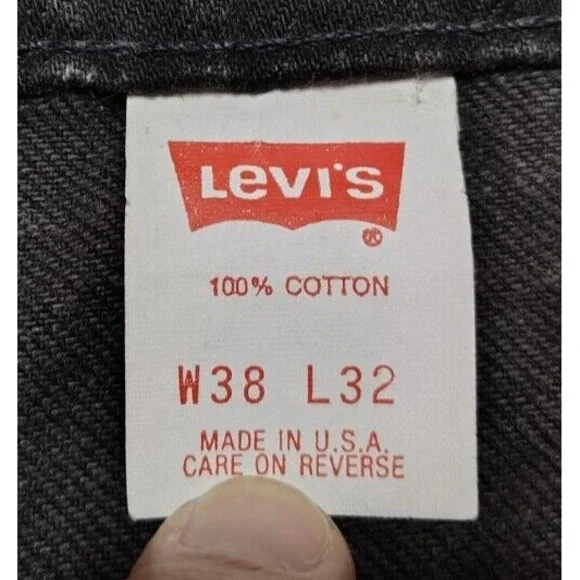 LEVI'S
®
100% COTTON
W38 L32
MADE IN U.S.A.
CARE ON REVERSE